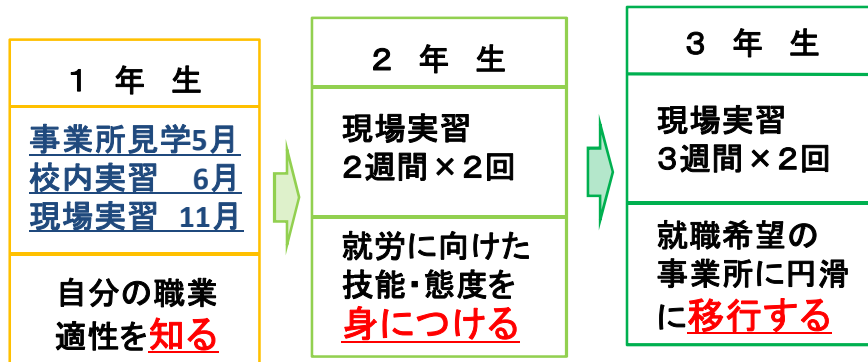 1 年 生
事業所見学5月
校内実習 6月
現場実習 11月
自分の職業
適性を知る
2 年 生
現場実習
2週間×2回
就労に向けた
技能・態度を
身につける
3 年 生
現場実習
3週間×2回
就職希望の
事業所に円滑
に移行する